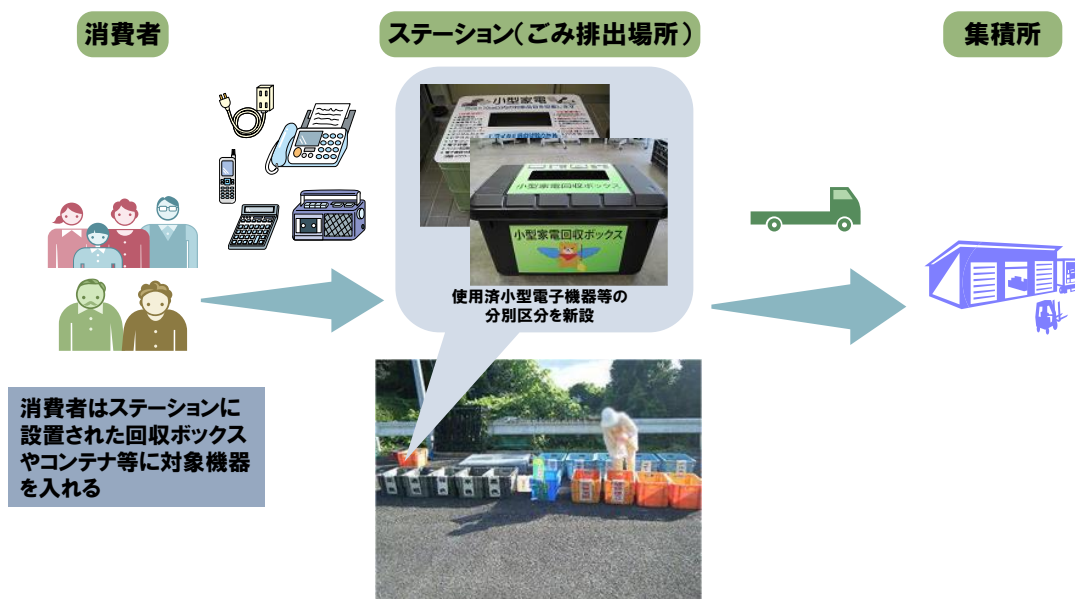 消費者
ステーション(ごみ排出場所)
集積所
小型家電
小型家電回収ボックス
小型家電回収ボックス
使用済小型電子機器等の
分別区分を新設
消費者はステーションに
設置された回収ボックス
やコンテナ等に対象機器
を入れる